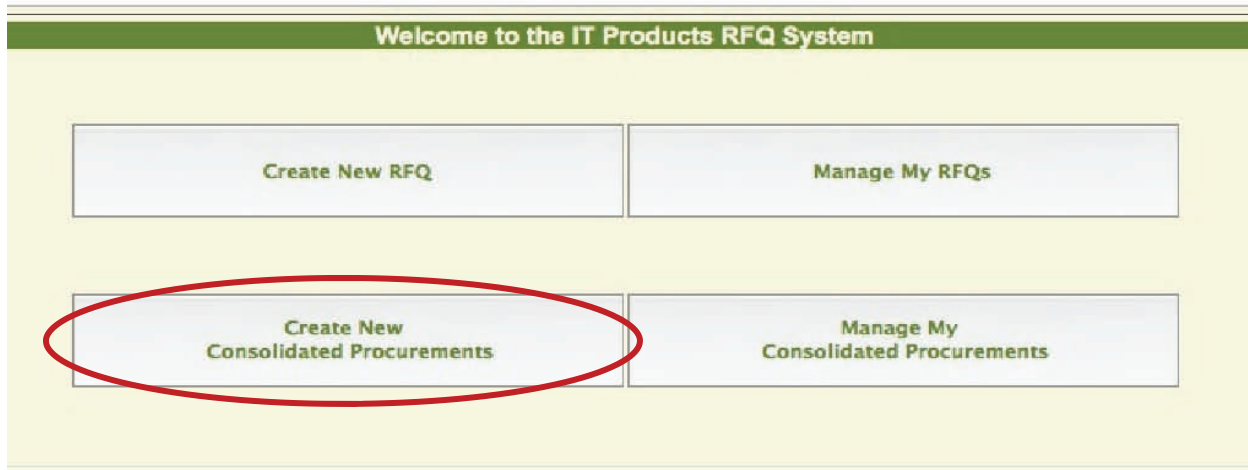 Welcome to the IT Products RFQ System
Create New RFQ
Manage My RFQs
Create New
Consolidated Procurements
Manage My
Consolidated Procurements